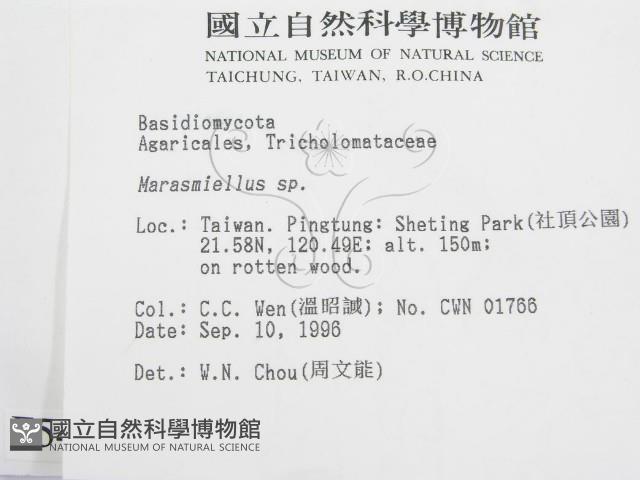 國立自然科學博物館
NATIONAL MUSEUM OF NATURAL SCIENCE
TAICHUNG, TAIWAN, R.O.CHINA
Basidiomycota
Agaricales, Tricholomataceae
Marasmiellus sp.
Loc.: Taiwan. Pingtung: Sheting Park(社頂公園)
21.58N, 120.49E; alt. 150m;
on rotten wood.
Col.: C.C. Wen(溫昭誠); No. CWN 01766
Date: Sep. 10, 1996
Det.: W.N. Chou(周文能)
國立自然科學博物館
NATIONAL MUSEUM OF NATURAL SCIENCE